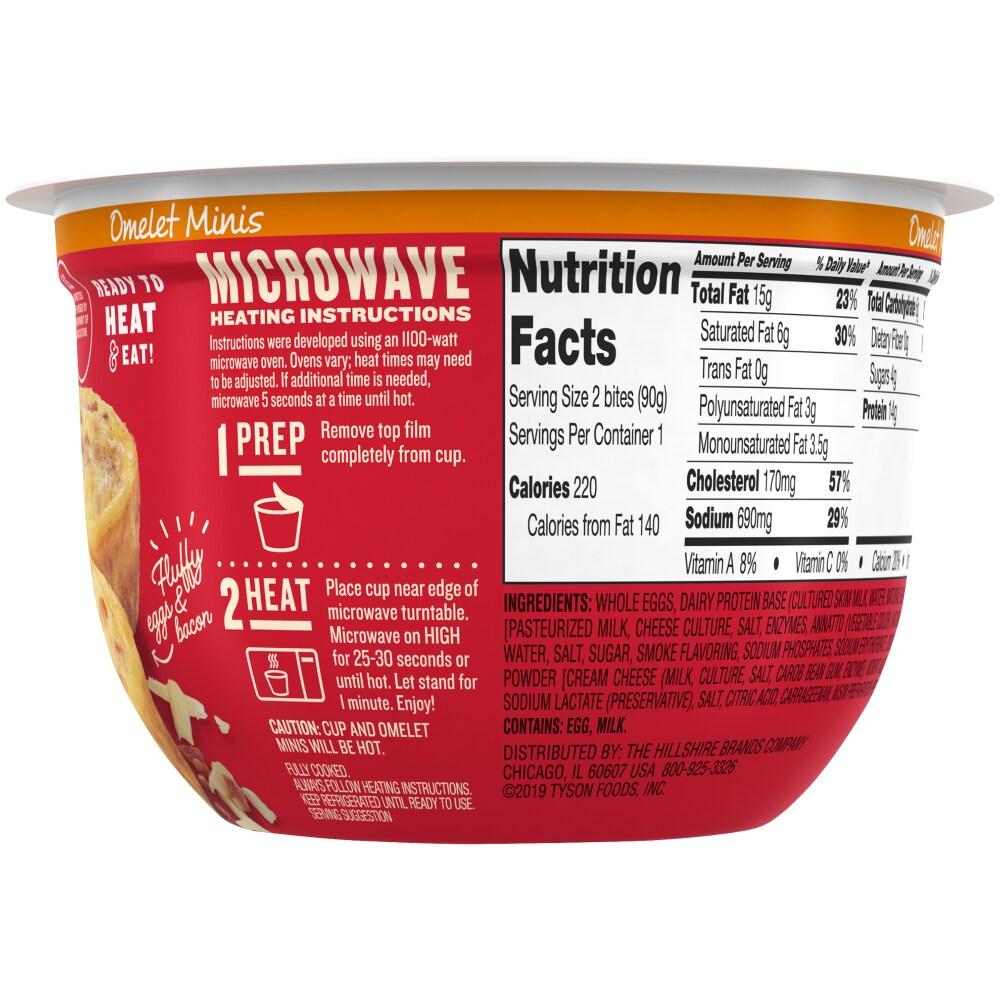 Omelet Minis
Omelet
READY TO
HEAT
& EAT!
MICROWAVE
HEATING INSTRUCTIONS
Instructions were developed using an 1100-watt
microwave oven. Ovens vary; heat times may need
to be adjusted. If additional time is needed,
microwave 5 seconds at a time until hot.
1 PREP
Remove top film
completely from cup.
2 HEAT
Place cup near edge of
microwave turntable.
Microwave on HIGH
for 25-30 seconds or
until hot. Let stand for
1 minute. Enjoy!
CAUTION: CUP AND OMELET
MINIS WILL BE HOT.
FULLY COOKED.
ALWAYS FOLLOW HEATING INSTRUCTIONS.
KEEP REFRIGERATED UNTIL READY TO USE.
SERVING SUGGESTION
Fluffy
eggs &
bacon
Nutrition
Facts
Serving Size 2 bites (90g)
Servings Per Container 1
Calories 220
Calories from Fat 140
Amount Per Serving % Daily Value*
Total Fat 15g 23%
Saturated Fat 6g 30%
Trans Fat 0g
Polyunsaturated Fat 3g
Monounsaturated Fat 3.5g
Cholesterol 170mg 57%
Sodium 690mg 29%
Amount Per Serving
Total Carbohydrate
Dietary Fiber 0g
Sugars 4g
Protein 14g
Vitamin A 8% • Vitamin C 0% • Calcium 20% •
INGREDIENTS: WHOLE EGGS, DAIRY PROTEIN BASE (CULTURED SKIM MILK, WATER,
[PASTEURIZED MILK, CHEESE CULTURE, SALT, ENZYMES, ANNATTO (VEGETABLE COLOR),
WATER, SALT, SUGAR, SMOKE FLAVORING, SODIUM PHOSPHATES, SODIUM ERYTHORBATE,
POWDER [CREAM CHEESE (MILK, CULTURE, SALT, CAROB BEAN GUM,
SODIUM LACTATE (PRESERVATIVE), SALT, CITRIC ACID, CARRAGEENAN,
CONTAINS: EGG, MILK.
DISTRIBUTED BY: THE HILLSHIRE BRANDS COMPANY
CHICAGO, IL 60607 USA 800-925-3326
©2019 TYSON FOODS, INC.